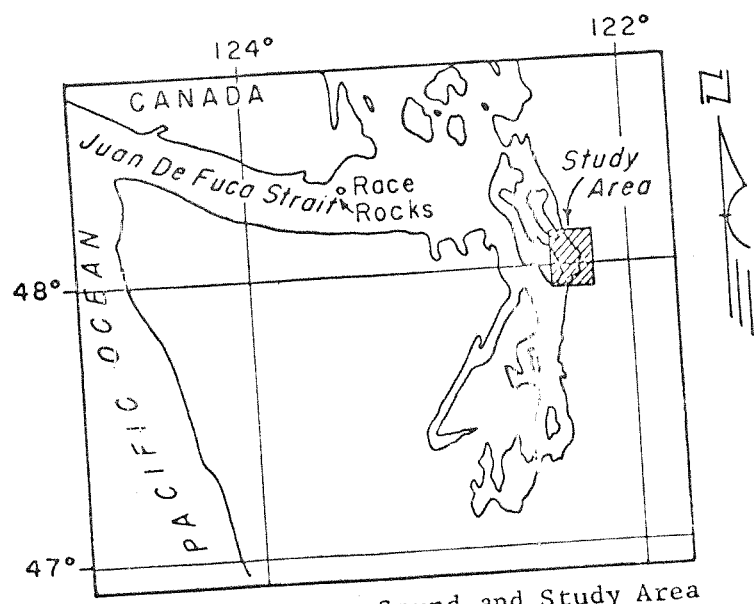 124°
122°
CANADA
Juan De Fuca Strait
Race
Rocks
Study
Area
48°
PACIFIC OCEAN
47°
N
Sound and Study Area